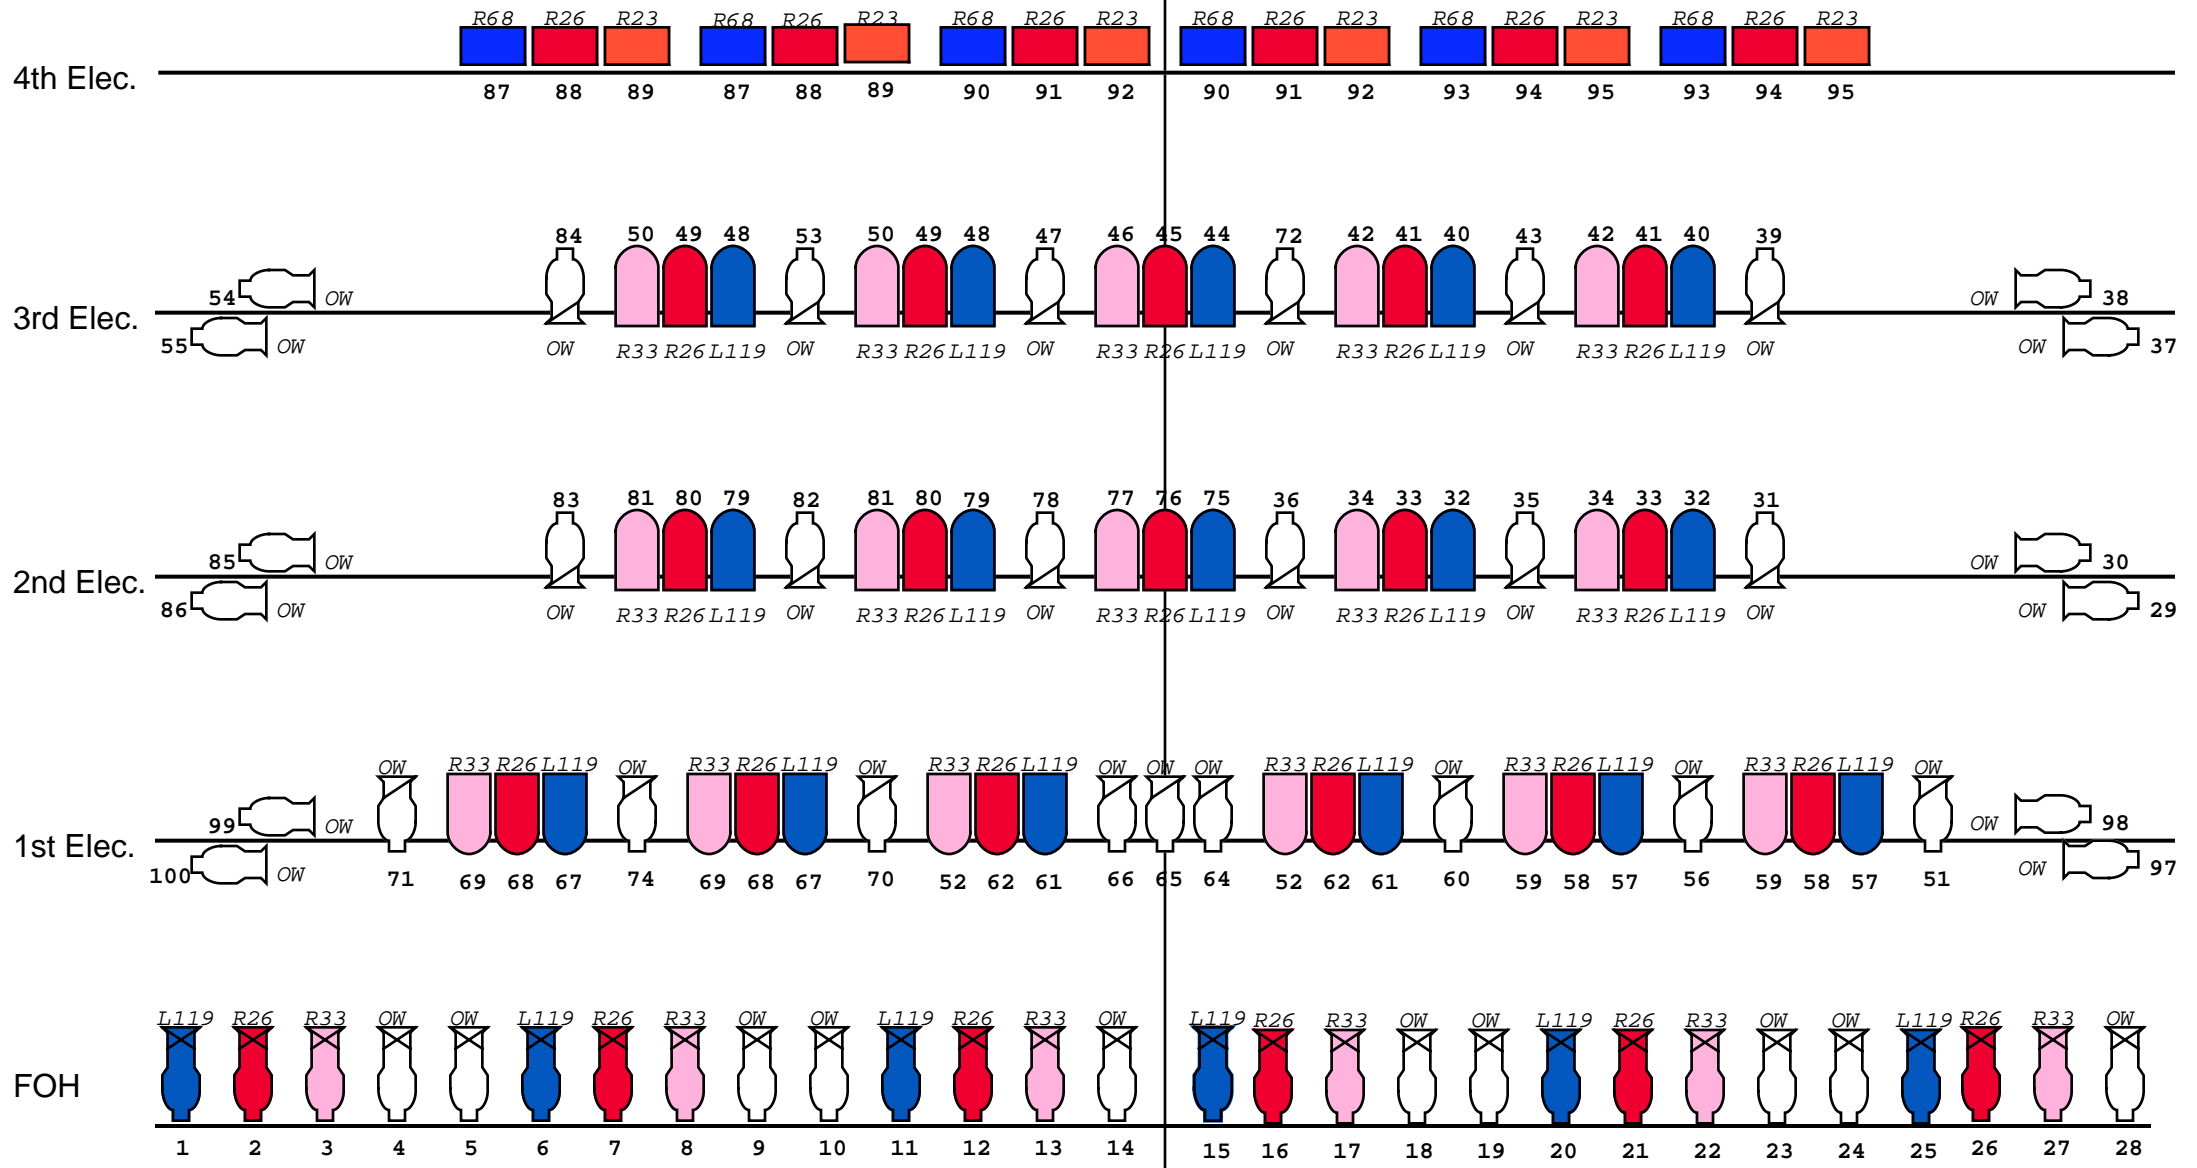 R68 R26 R23 R68 R26 R23 R68 R26 R23 R68 R26 R23 R68 R26 R23 R68 R26 R23
4th Elec.
87 88 89 87 88 89 90 91 92 90 91 92 93 94 95 93 94 95
84 50 49 48 53 50 49 48 47 46 45 44 72 42 41 40 43 42 41 40 39
54 OW OW 38
3rd Elec.
55 OW OW 37
OW R33 R26 L119 OW R33 R26 L119 OW R33 R26 L119 OW R33 R26 L119 OW R33 R26 L119 OW
83 81 80 79 82 81 80 79 78 77 76 75 36 34 33 32 35 34 33 32 31
85 OW OW 30
2nd Elec.
86 OW OW 29
OW R33 R26 L119 OW R33 R26 L119 OW R33 R26 L119 OW R33 R26 L119 OW R33 R26 L119 OW
OW R33 R26 L119 OW R33 R26 L119 OW R33 R26 L119 OW OW OW R33 R26 L119 OW R33 R26 L119 OW R33 R26 L119 OW
99 OW OW 98
1st Elec.
100 OW OW 97
71 69 68 67 74 69 68 67 70 52 62 61 66 65 64 52 62 61 60 59 58 57 56 59 58 57 51
L119 R26 R33 OW OW L119 R26 R33 OW OW L119 R26 R33 OW L119 R26 R33 OW OW L119 R26 R33 OW OW L119 R26 R33 OW
FOH
1 2 3 4 5 6 7 8 9 10 11 12 13 14 15 16 17 18 19 20 21 22 23 24 25 26 27 28